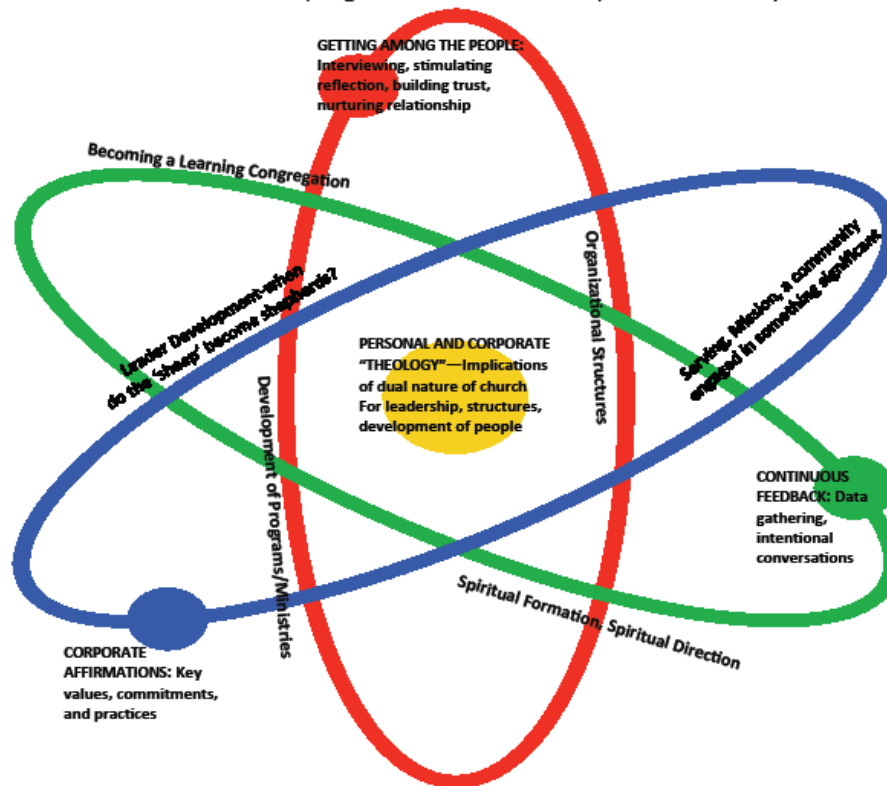 GETTING AMONG THE PEOPLE:
Interviewing, stimulating
reflection, building trust,
nurturing relationship
Becoming a Learning Congregation
Organizational Structures
Serving, Mission, a community
engaged in something significant
Leader Development-when
do the 'sheep' become shepherds?
PERSONAL AND CORPORATE
“THEOLOGY”—Implications
of dual nature of church
For leadership, structures,
development of people
Development of Programs/Ministries
CONTINUOUS
FEEDBACK: Data
gathering,
intentional
conversations
Spiritual Formation, Spiritual Direction
CORPORATE
AFFIRMATIONS: Key
values, commitments,
and practices